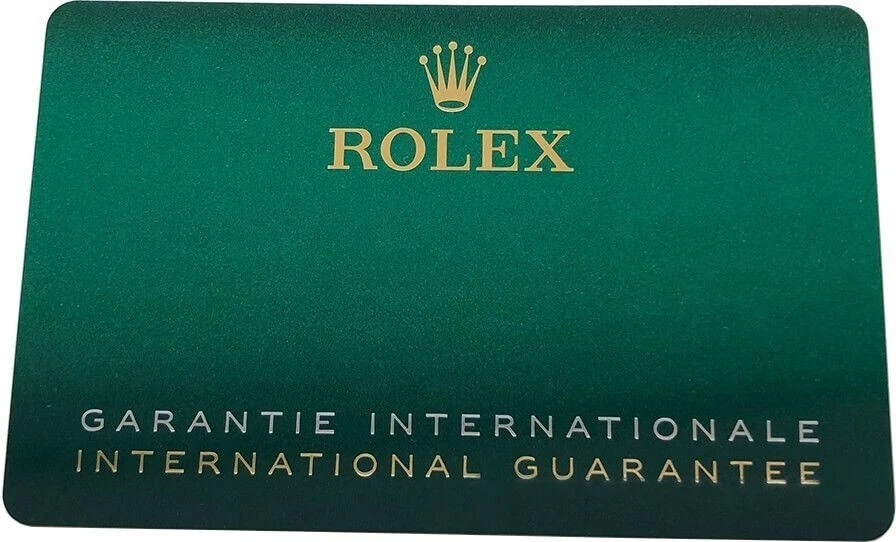 ROLEX
GARANTIE INTERNATIONALE
INTERNATIONAL GUARANTEE